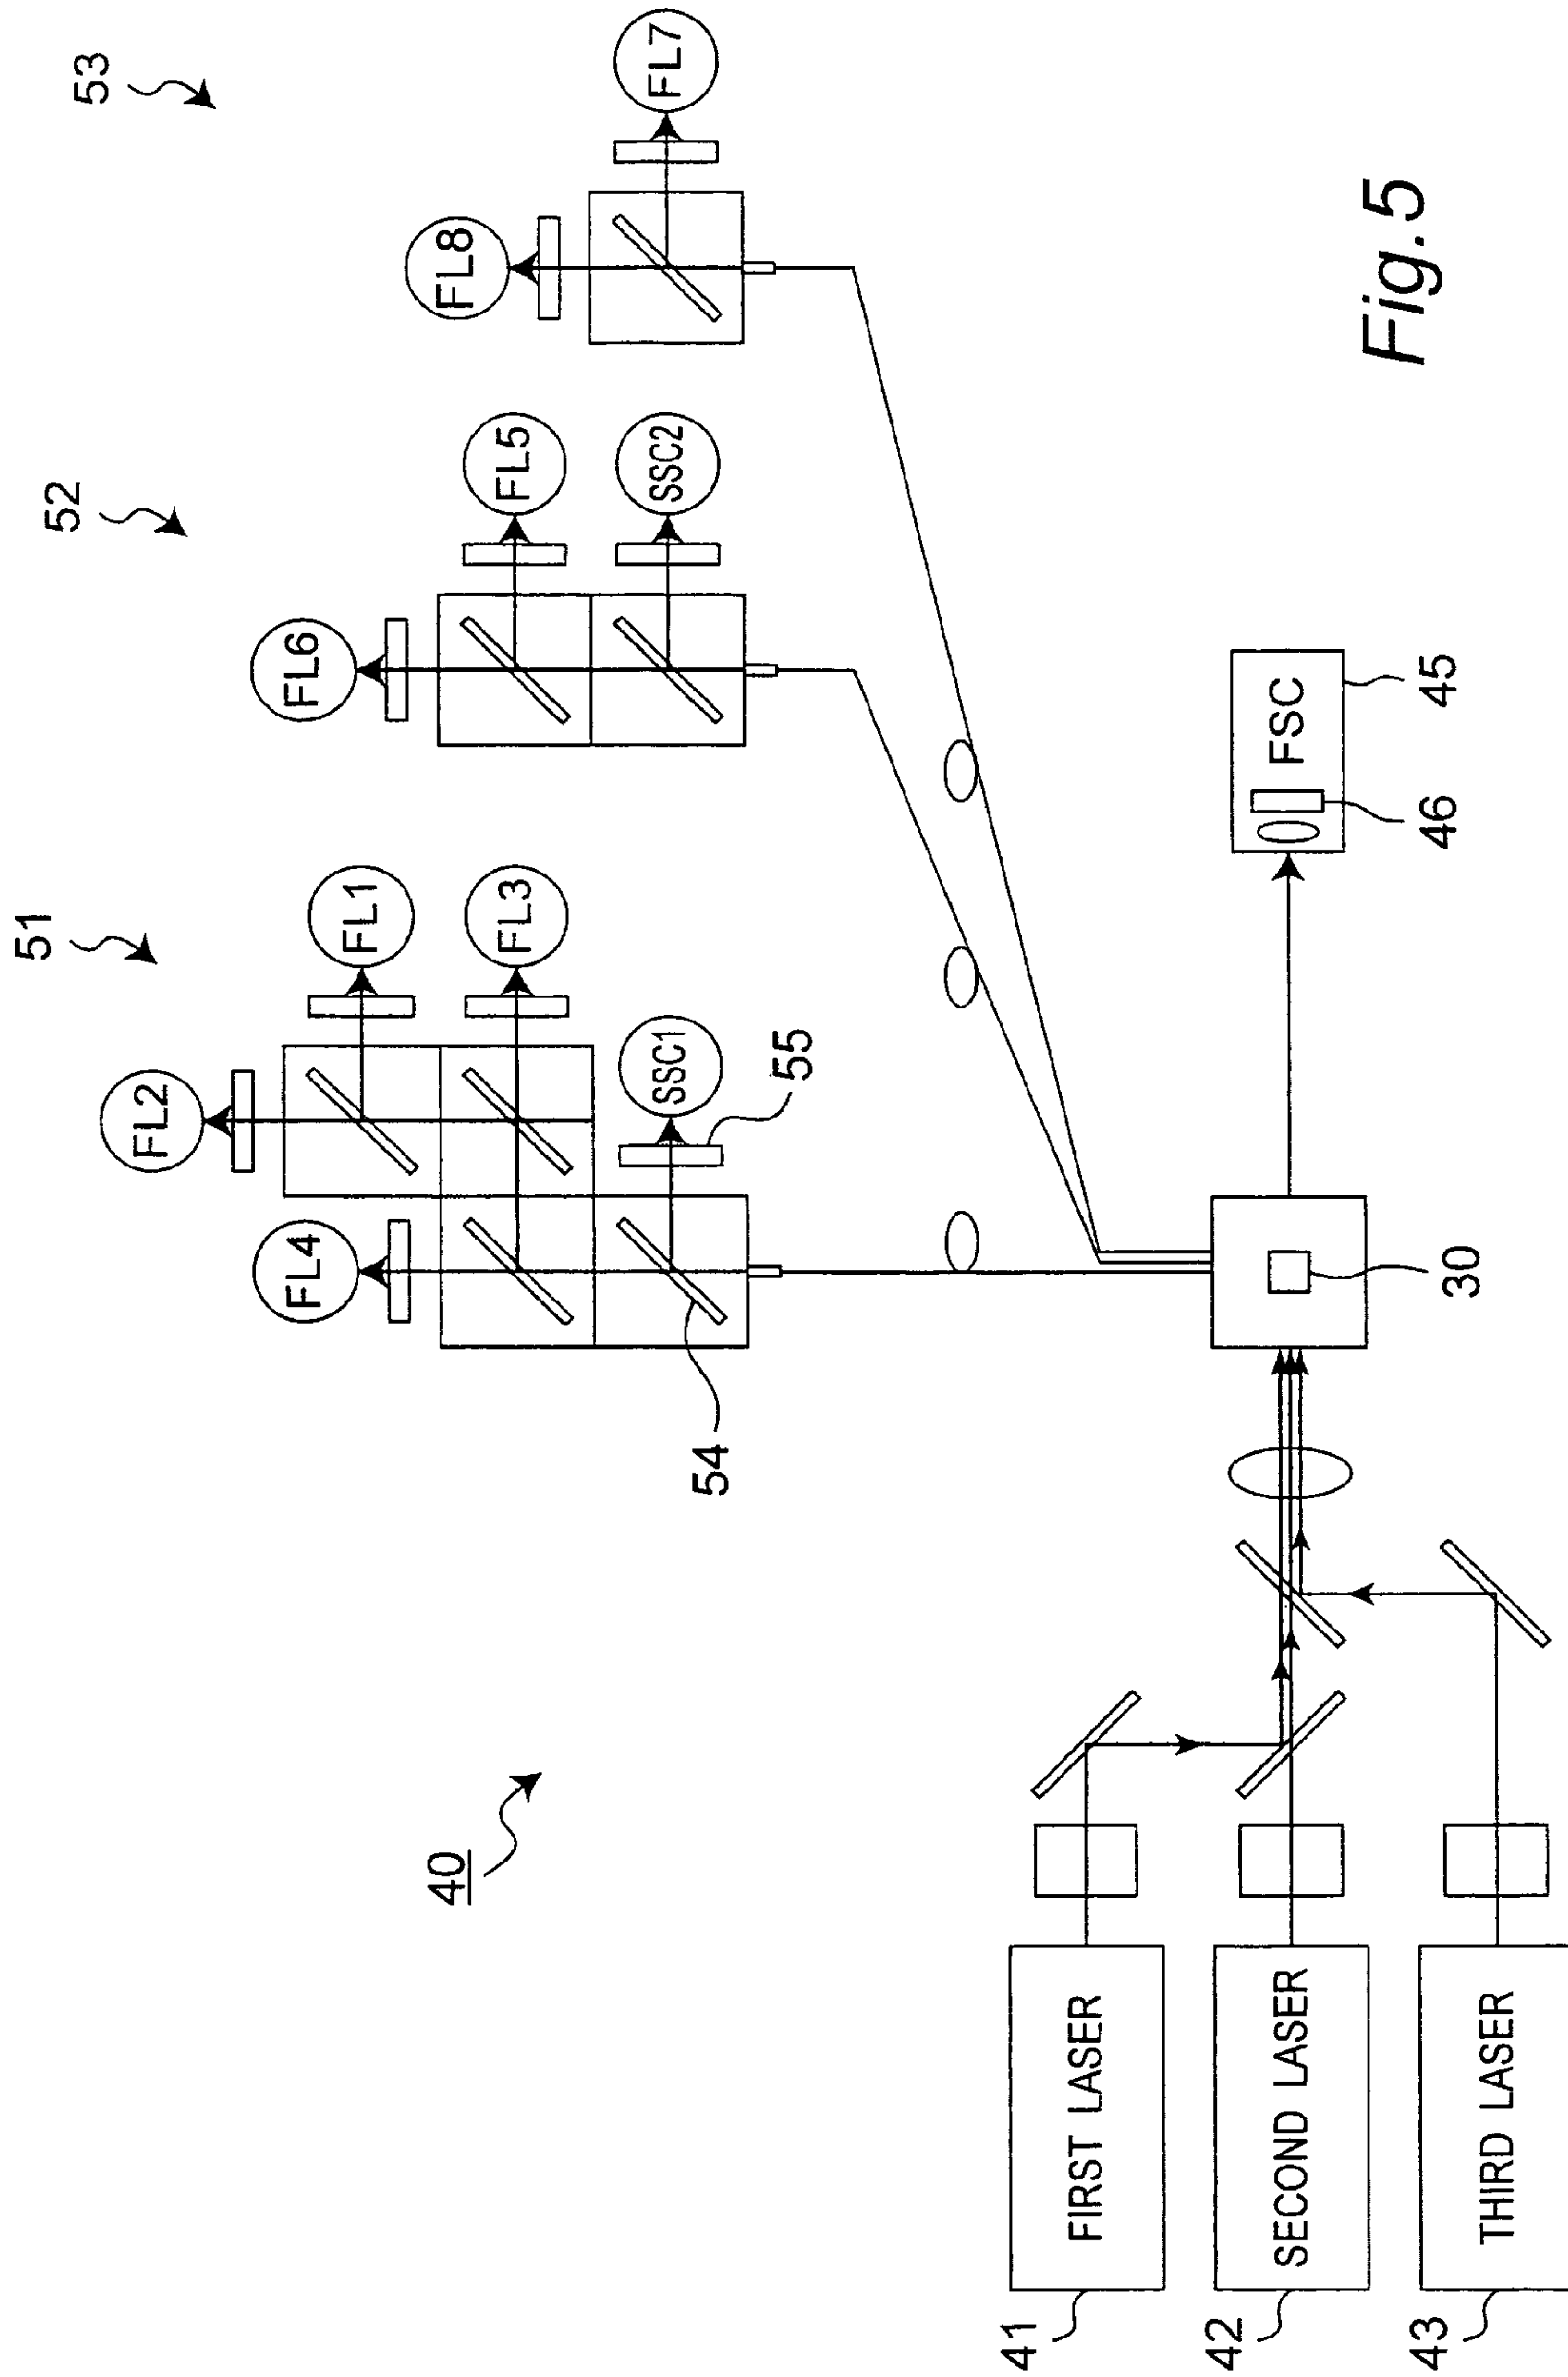 Fig.5
40
51
52
53
FL2
FL1
FL4
FL3
SSC1
55
54
FL6
FL5
SSC2
FL8
FL7
30
FSC
45
46
41
FIRST LASER
42
SECOND LASER
43
THIRD LASER